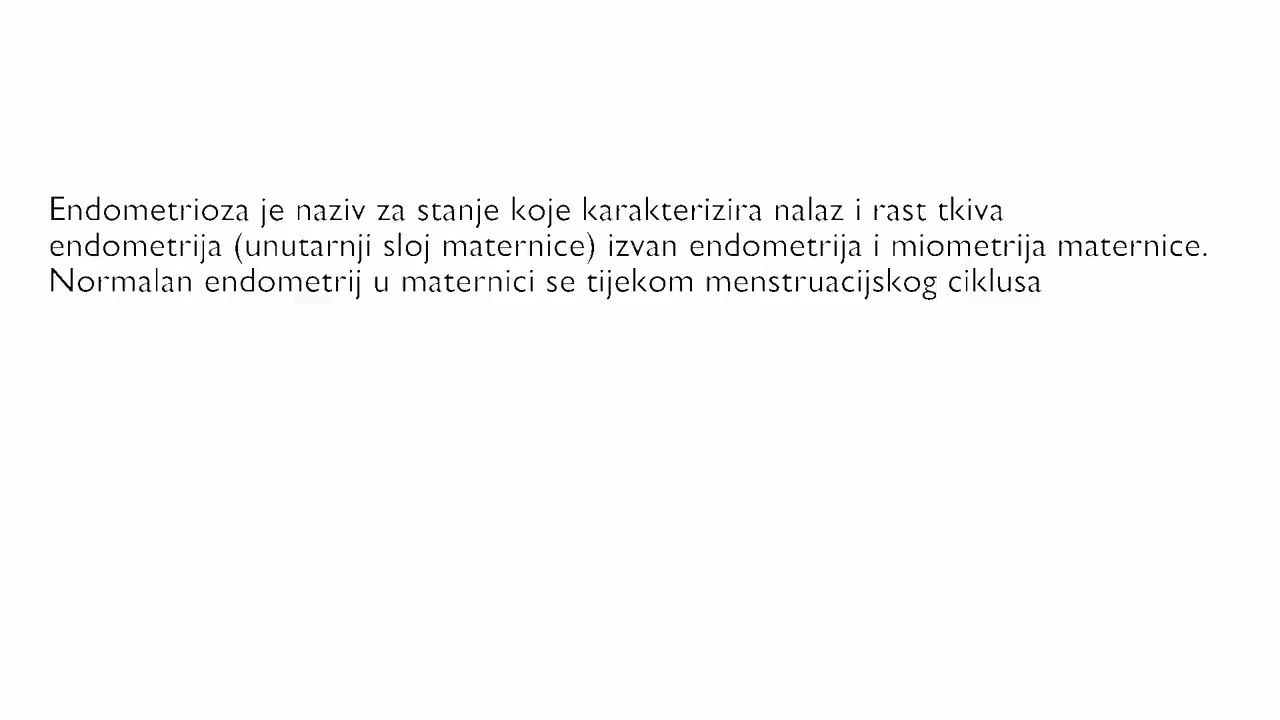 Endometrioza je naziv za stanje koje karakterizira nalaz i rast tkiva
endometrija (unutarnji sloj maternice) izvan endometrija i miometrija maternice.
Normalan endometrij u maternici se tijekom menstruacijskog ciklusa